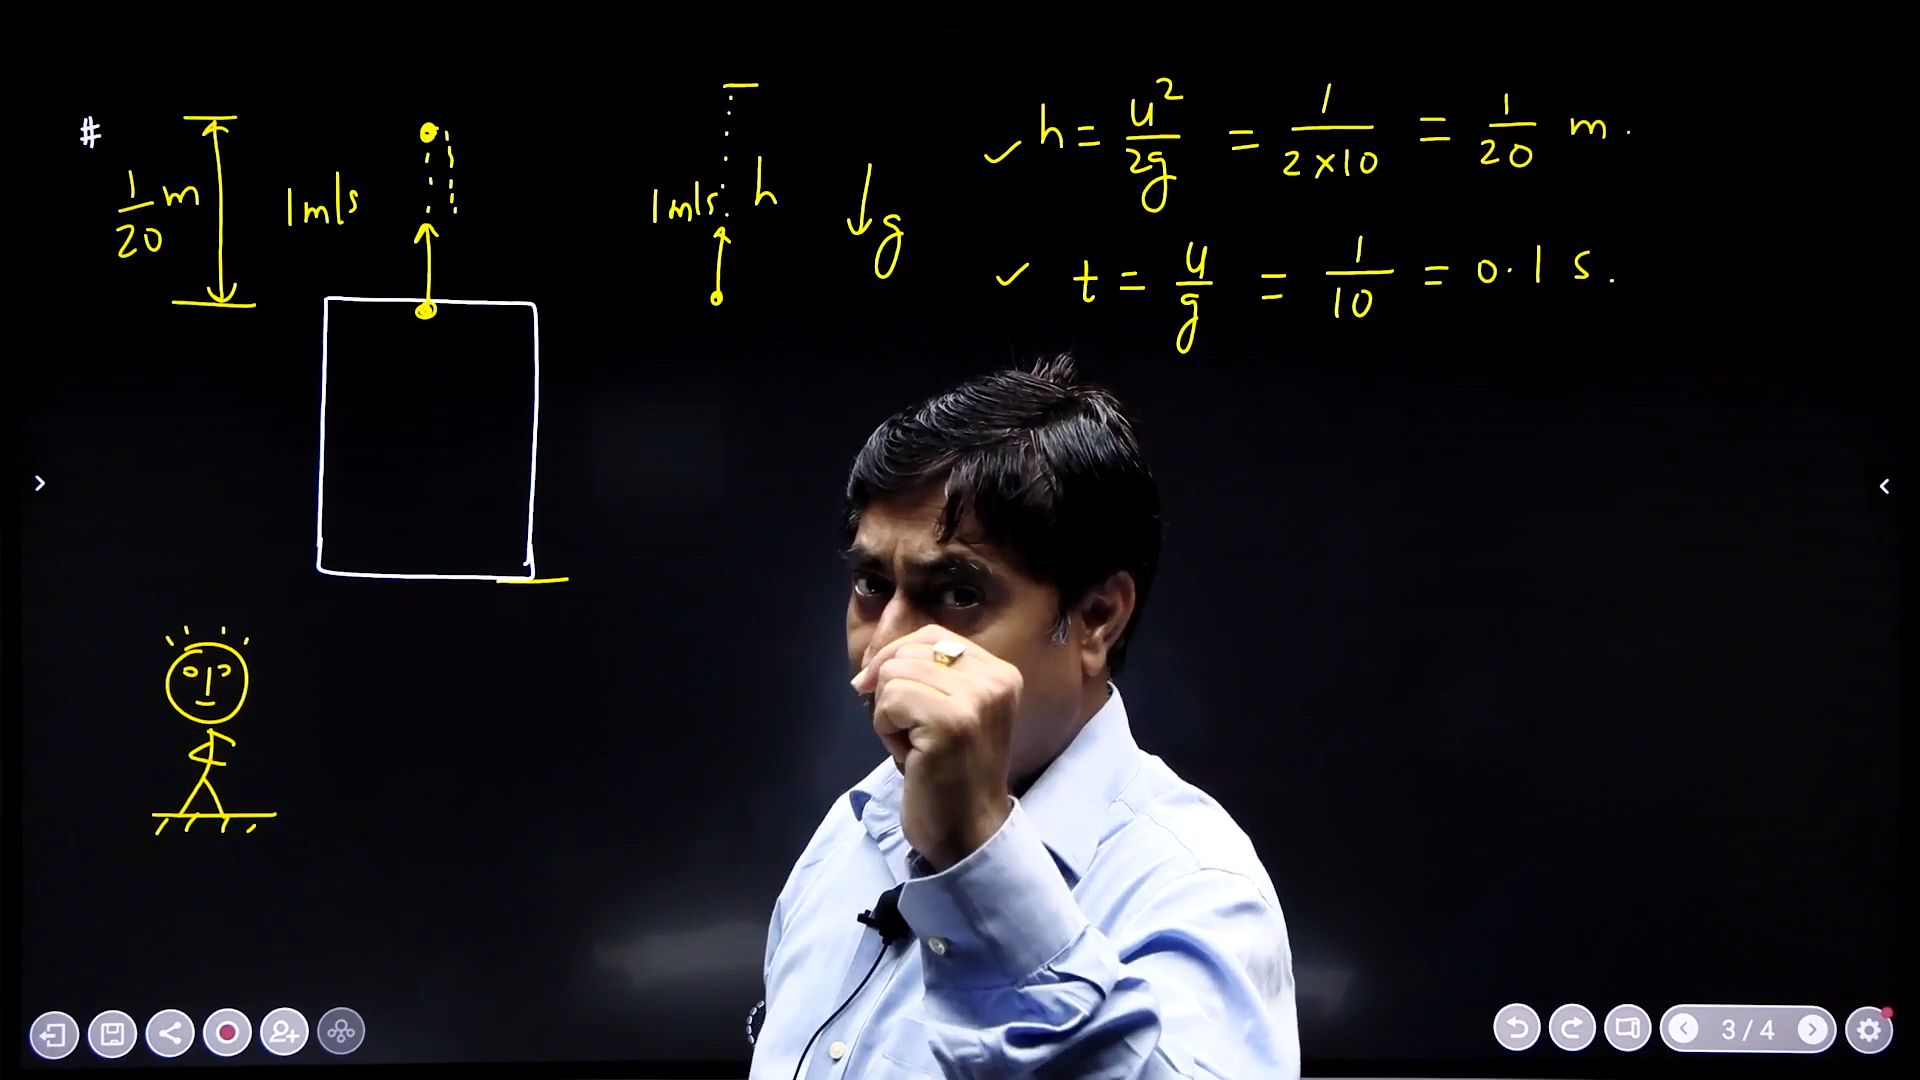 #
1/20 m
1m/s
1m/s h
↓g
✓ h = u²/2g = 1/2×10 = 1/20 m.
✓ t = u/g = 1/10 = 0.1 s.
3/4